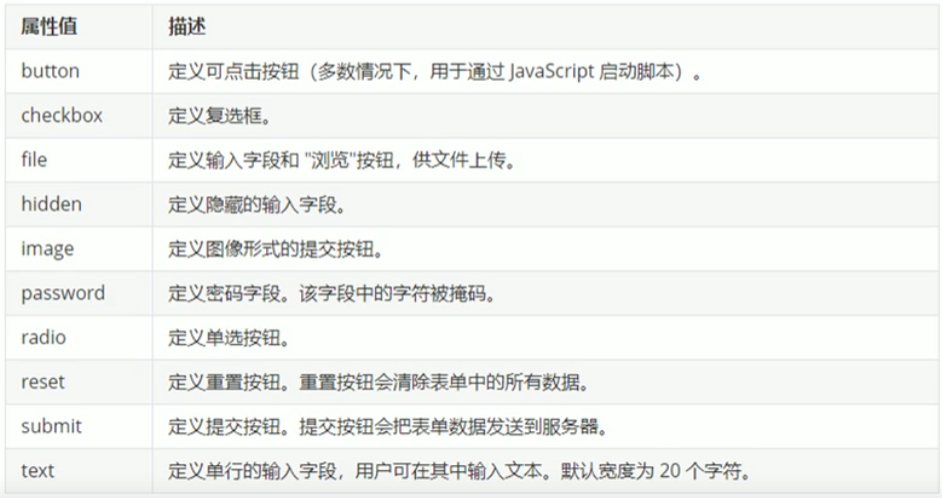 属性值 描述
button 定义可点击按钮（多数情况下，用于通过 JavaScript 启动脚本）。
checkbox 定义复选框。
file 定义输入字段和 "浏览"按钮，供文件上传。
hidden 定义隐藏的输入字段。
image 定义图像形式的提交按钮。
password 定义密码字段。该字段中的字符被掩码。
radio 定义单选按钮。
reset 定义重置按钮。重置按钮会清除表单中的所有数据。
submit 定义提交按钮。提交按钮会把表单数据发送到服务器。
text 定义单行的输入字段，用户可在其中输入文本。默认宽度为 20 个字符。